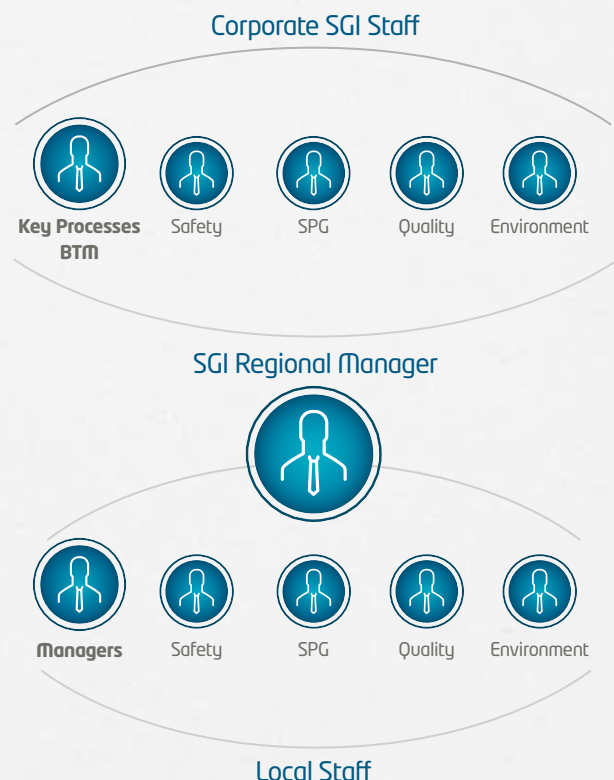 Corporate SGI Staff
Key Processes
BTM
Safety
SPG
Quality
Environment
SGI Regional Manager
Managers
Safety
SPG
Quality
Environment
Local Staff